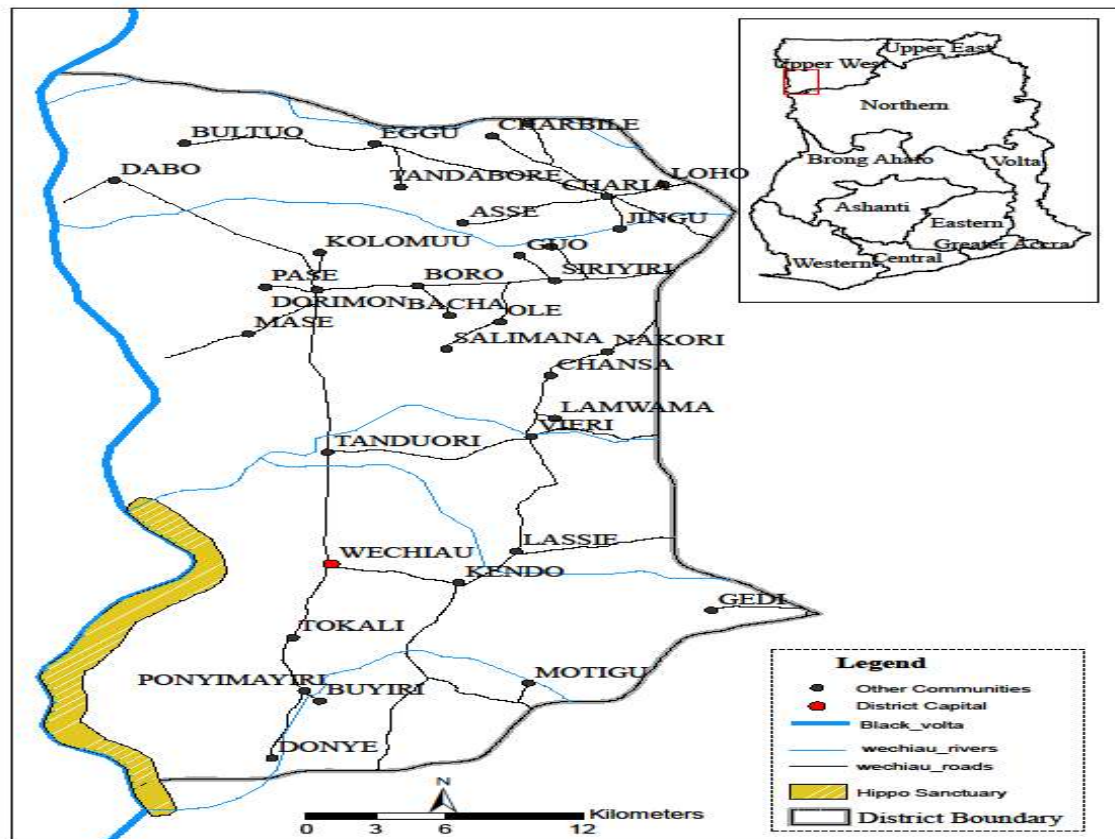 BULTUO
EGGU
CHARBILE
DABO
TANDABORE
CHARIA
LOHO
ASSE
JINGU
KOLOMUU
GUO
PASE
BORO
SIRIYIRI
DORIMON
BACHA
OLE
MASE
SALIMANA
NAKORI
CHANSA
LAMWAMA
VIERI
TANDUORI
WECHIAU
LASSIE
KENDO
GEDI
TOKALI
PONYIMAYIRI
BUYIRI
MOTIGU
DONYE
Upper East
Upper West
Northern
Brong Ahafo
Volta
Ashanti
Eastern
Greater Accra
Central
Western
Legend
Other Communities
District Capital
Black_volta
wechiau_rivers
wechiau_roads
Hippo Sanctuary
District Boundary
N
Kilometers
0 3 6 12